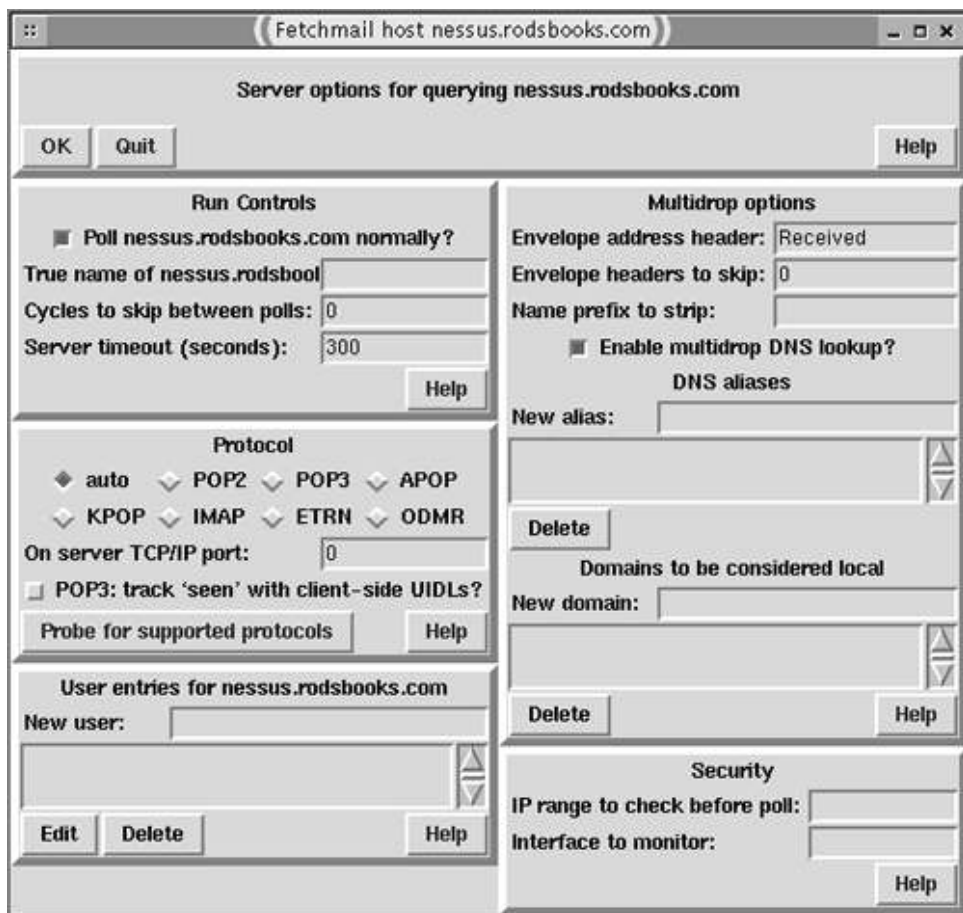 Fetchmail host nessus.rodsbooks.com
Server options for querying nessus.rodsbooks.com
OK Quit Help
Run Controls
Poll nessus.rodsbooks.com normally?
True name of nessus.rodsbool
Cycles to skip between polls: 0
Server timeout (seconds): 300
Help
Protocol
auto POP2 POP3 APOP
KPOP IMAP ETRN ODMR
On server TCP/IP port: 0
POP3: track ‘seen’ with client-side UIDLs?
Probe for supported protocols Help
User entries for nessus.rodsbooks.com
New user:
Edit Delete Help
Multidrop options
Envelope address header: Received
Envelope headers to skip: 0
Name prefix to strip:
Enable multidrop DNS lookup?
DNS aliases
New alias:
Delete
Domains to be considered local
New domain:
Delete Help
Security
IP range to check before poll:
Interface to monitor:
Help